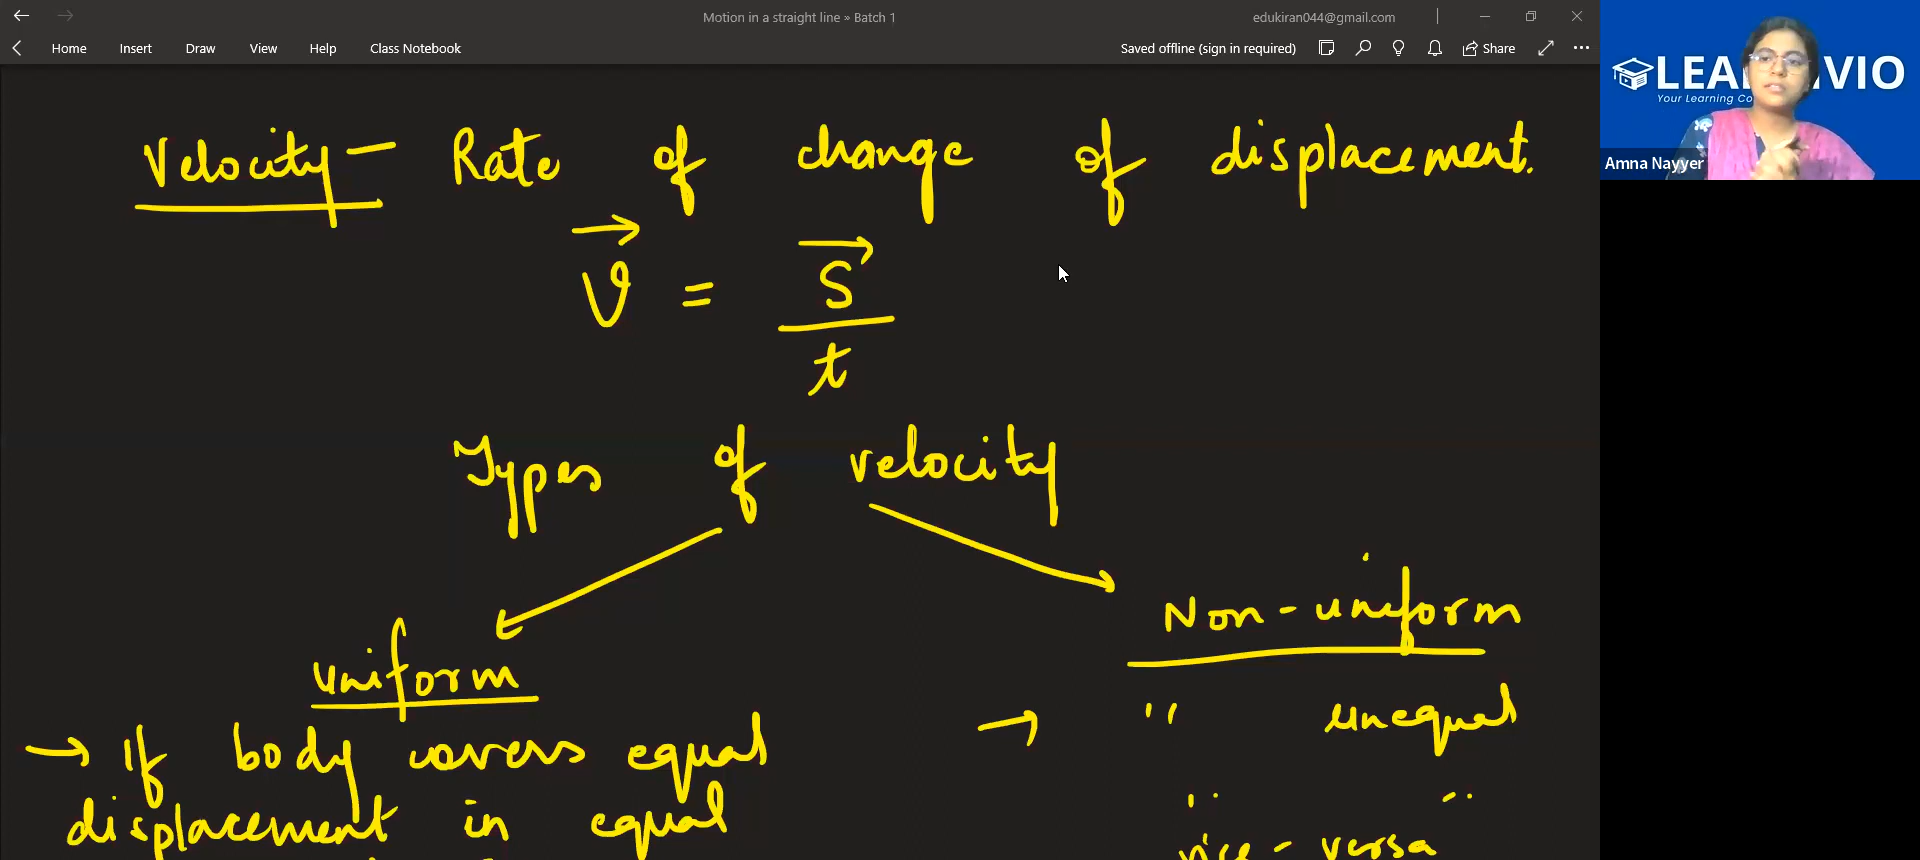 Motion in a straight line » Batch 1
edukiran044@gmail.com
Home Insert Draw View Help Class Notebook
Saved offline (sign in required) Share
Velocity - Rate of change of displacement.
V = S
t
Types of velocity
uniform
Non-uniform
→ If body covers equal
displacement in equal
→ " unequal
" "
vice - versa
VIO
Your Learning
Amna Nayyer